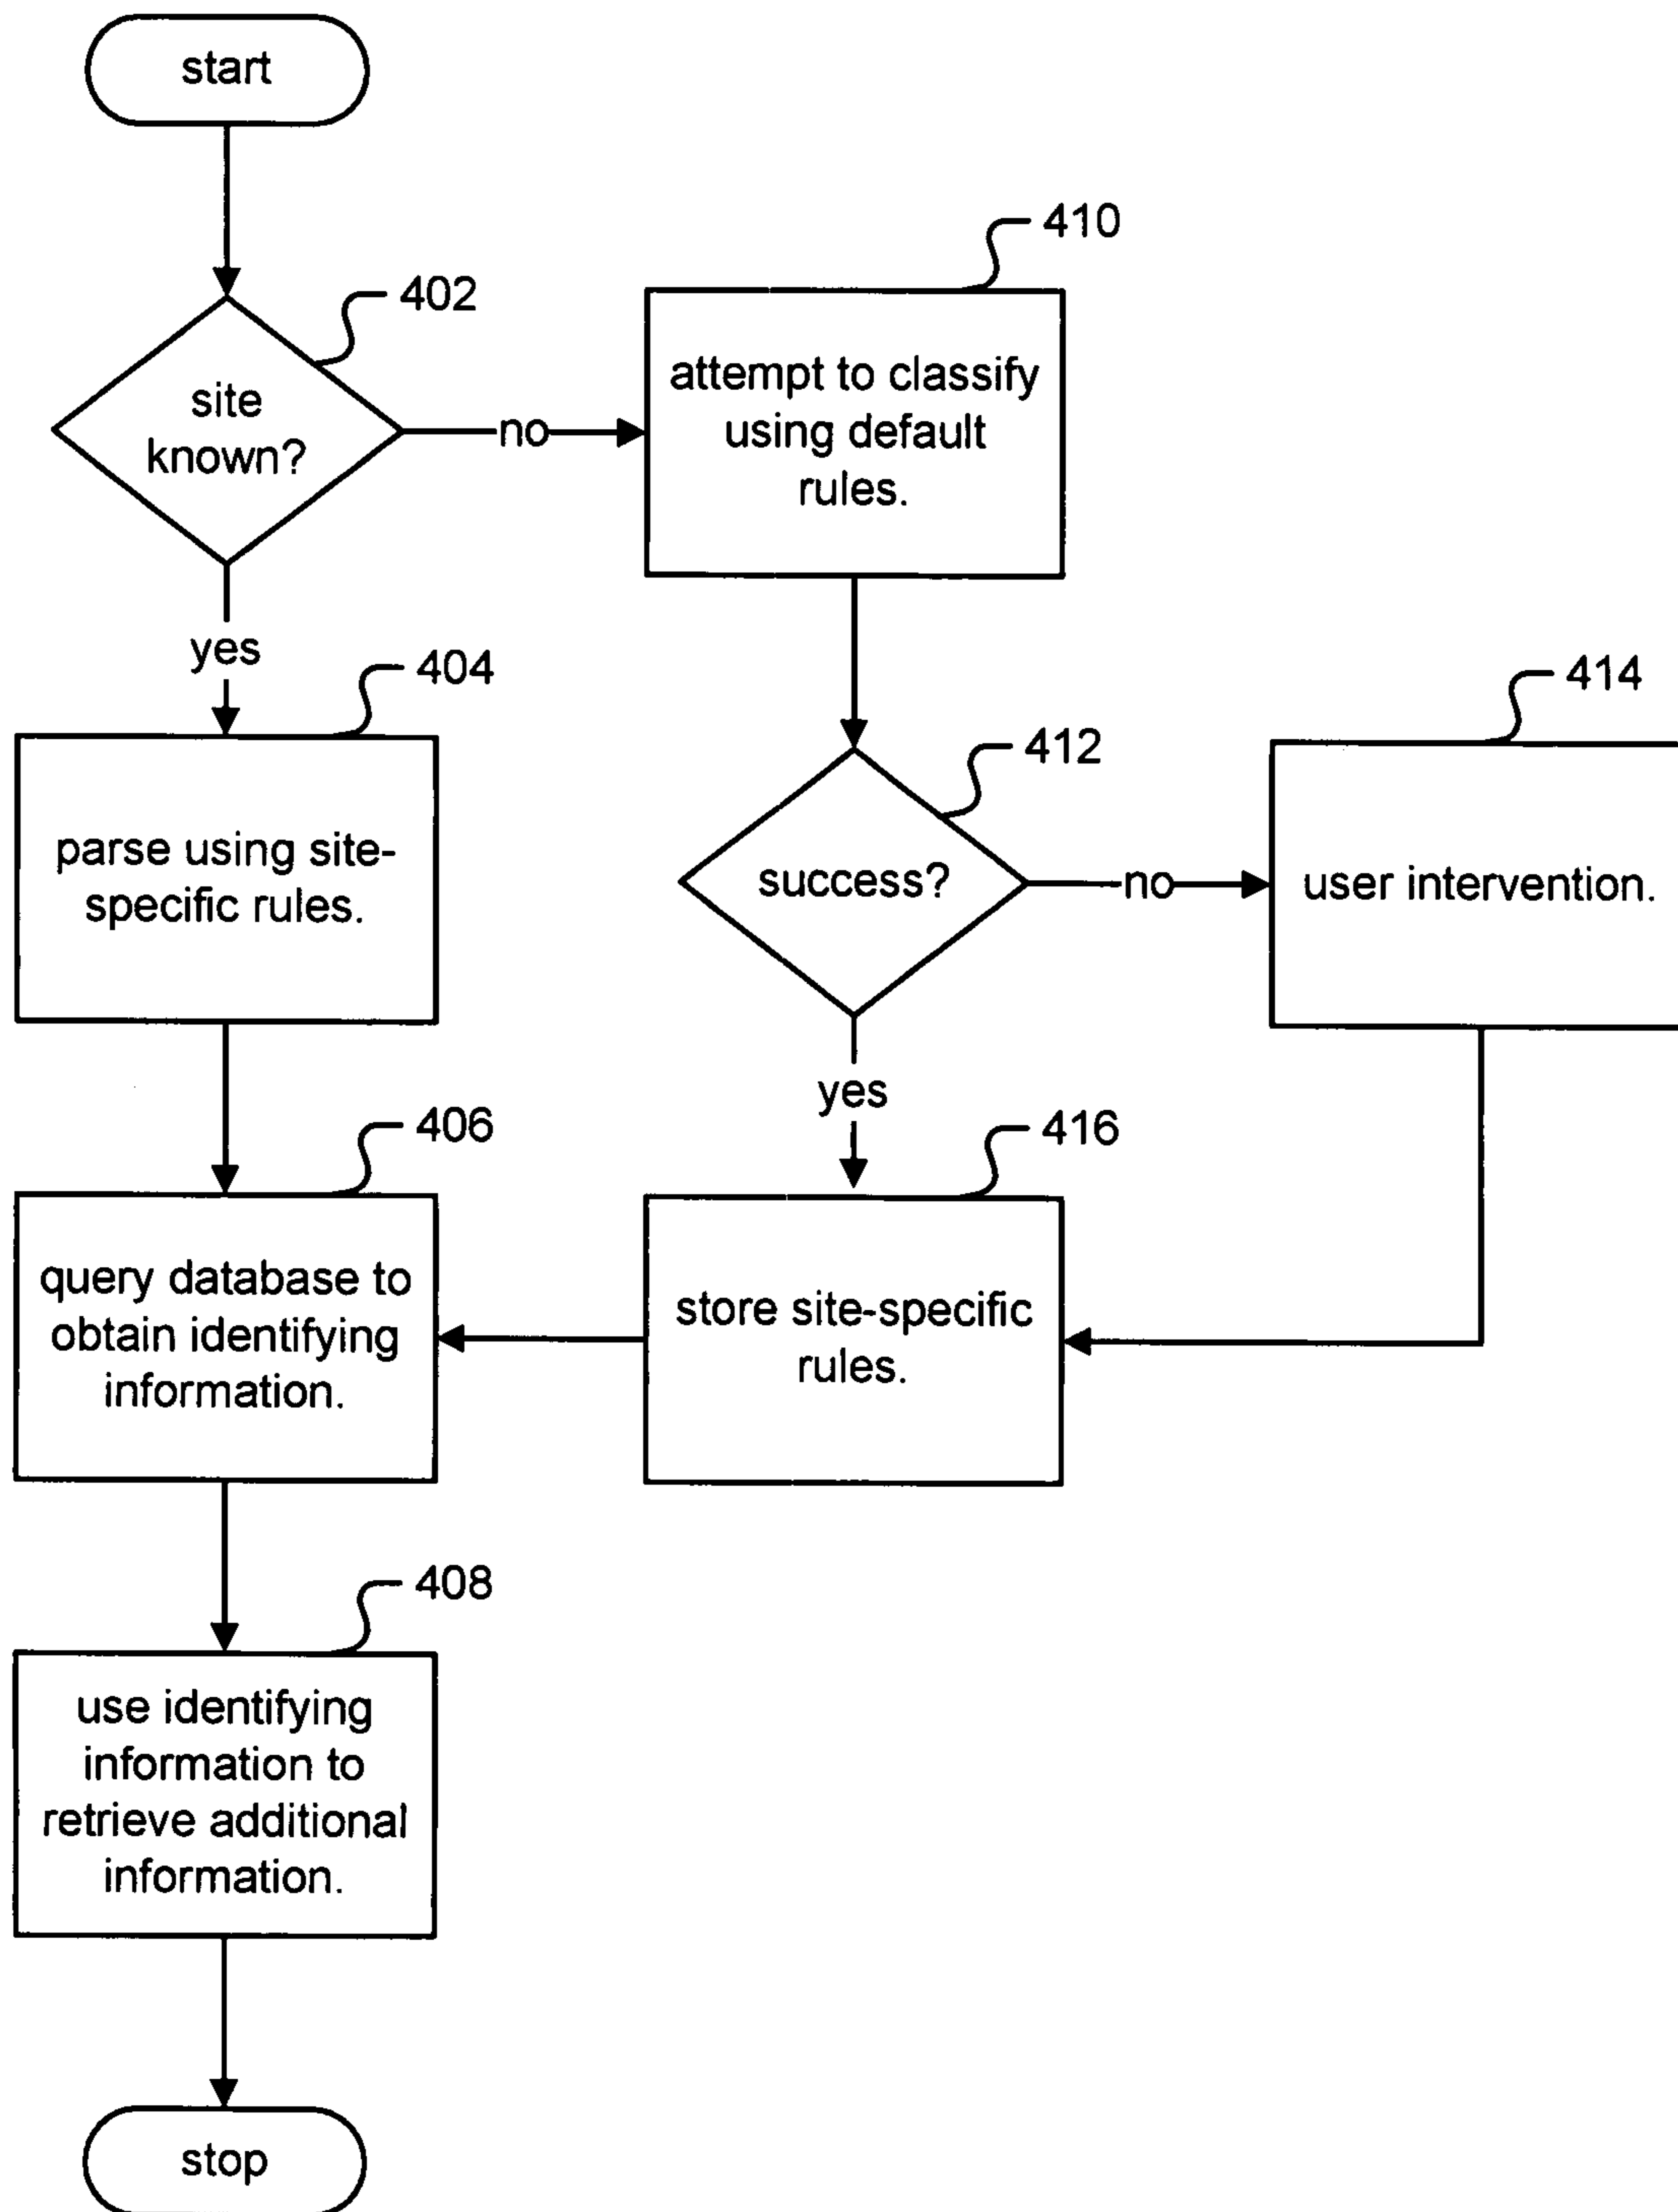 start
402
site
known?
no
410
attempt to classify
using default
rules.
yes
404
parse using site-
specific rules.
412
success?
no
414
user intervention.
yes
406
query database to
obtain identifying
information.
416
store site-specific
rules.
408
use identifying
information to
retrieve additional
information.
stop